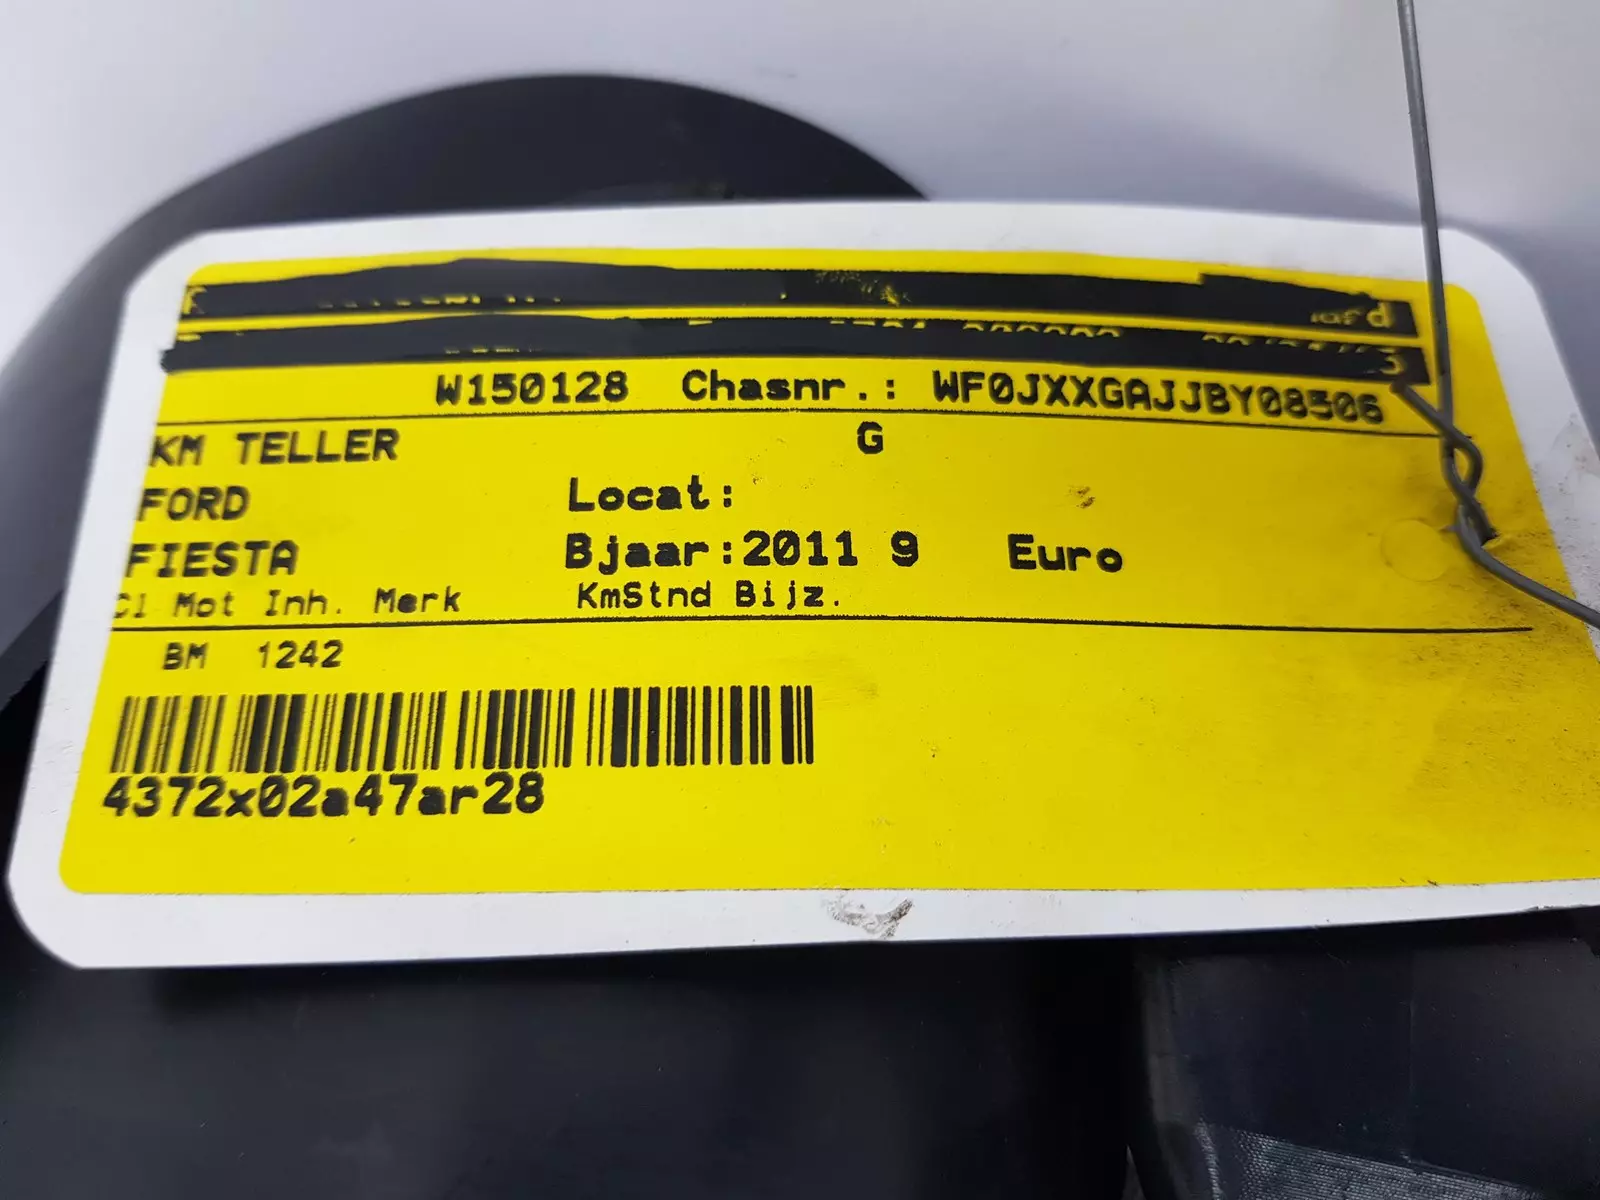 W150128 Chasnr.: WF0JXXGAJJBY08506
KM TELLER G
FORD Locat:
FIESTA Bjaar:2011 9 Euro
Cl Mot Inh. Merk KmStnd Bijz.
BM 1242
4372x02a47ar28